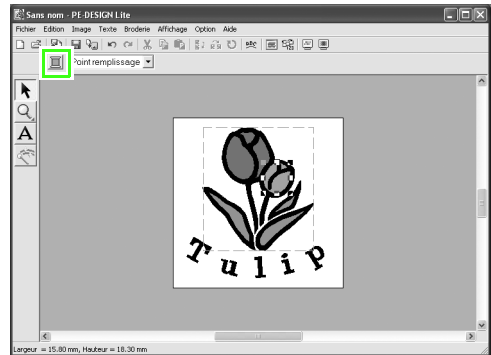 Sans nom - PE-DESIGN Lite
Fichier Edition Image Texte Broderie Affichage Option Aide
Point remplissage
A
Tulip
Largeur = 15.80 mm, Hauteur = 18.30 mm